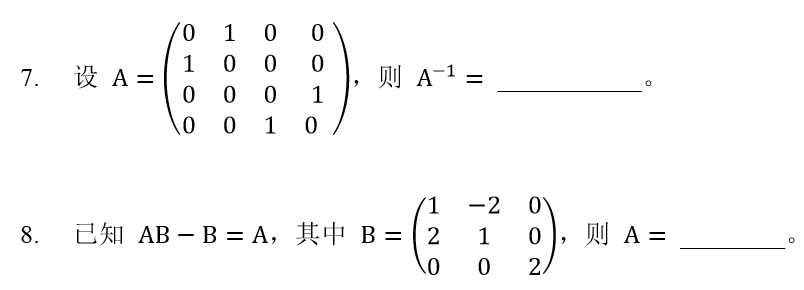 7. 设 A = (0 1 0 0
1 0 0 0
0 0 0 1
0 0 1 0)，则 A⁻¹ = ________。
8. 已知 AB − B = A，其中 B = (1 −2 0
2 1 0
0 0 2)，则 A = ________。